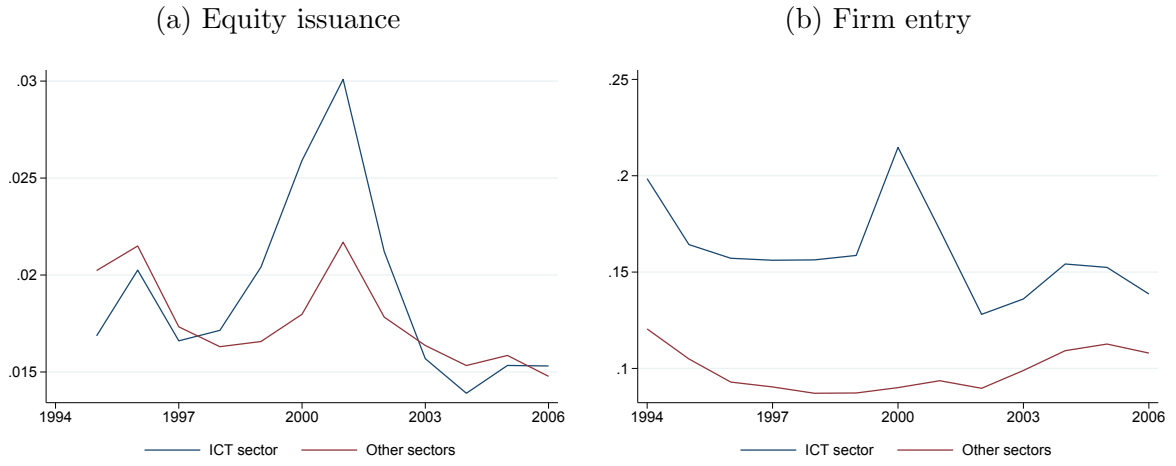 (a) Equity issuance
.03
.025
.02
.015
1994 1997 2000 2003 2006
ICT sector Other sectors
(b) Firm entry
.25
.2
.15
.1
1994 1997 2000 2003 2006
ICT sector Other sectors